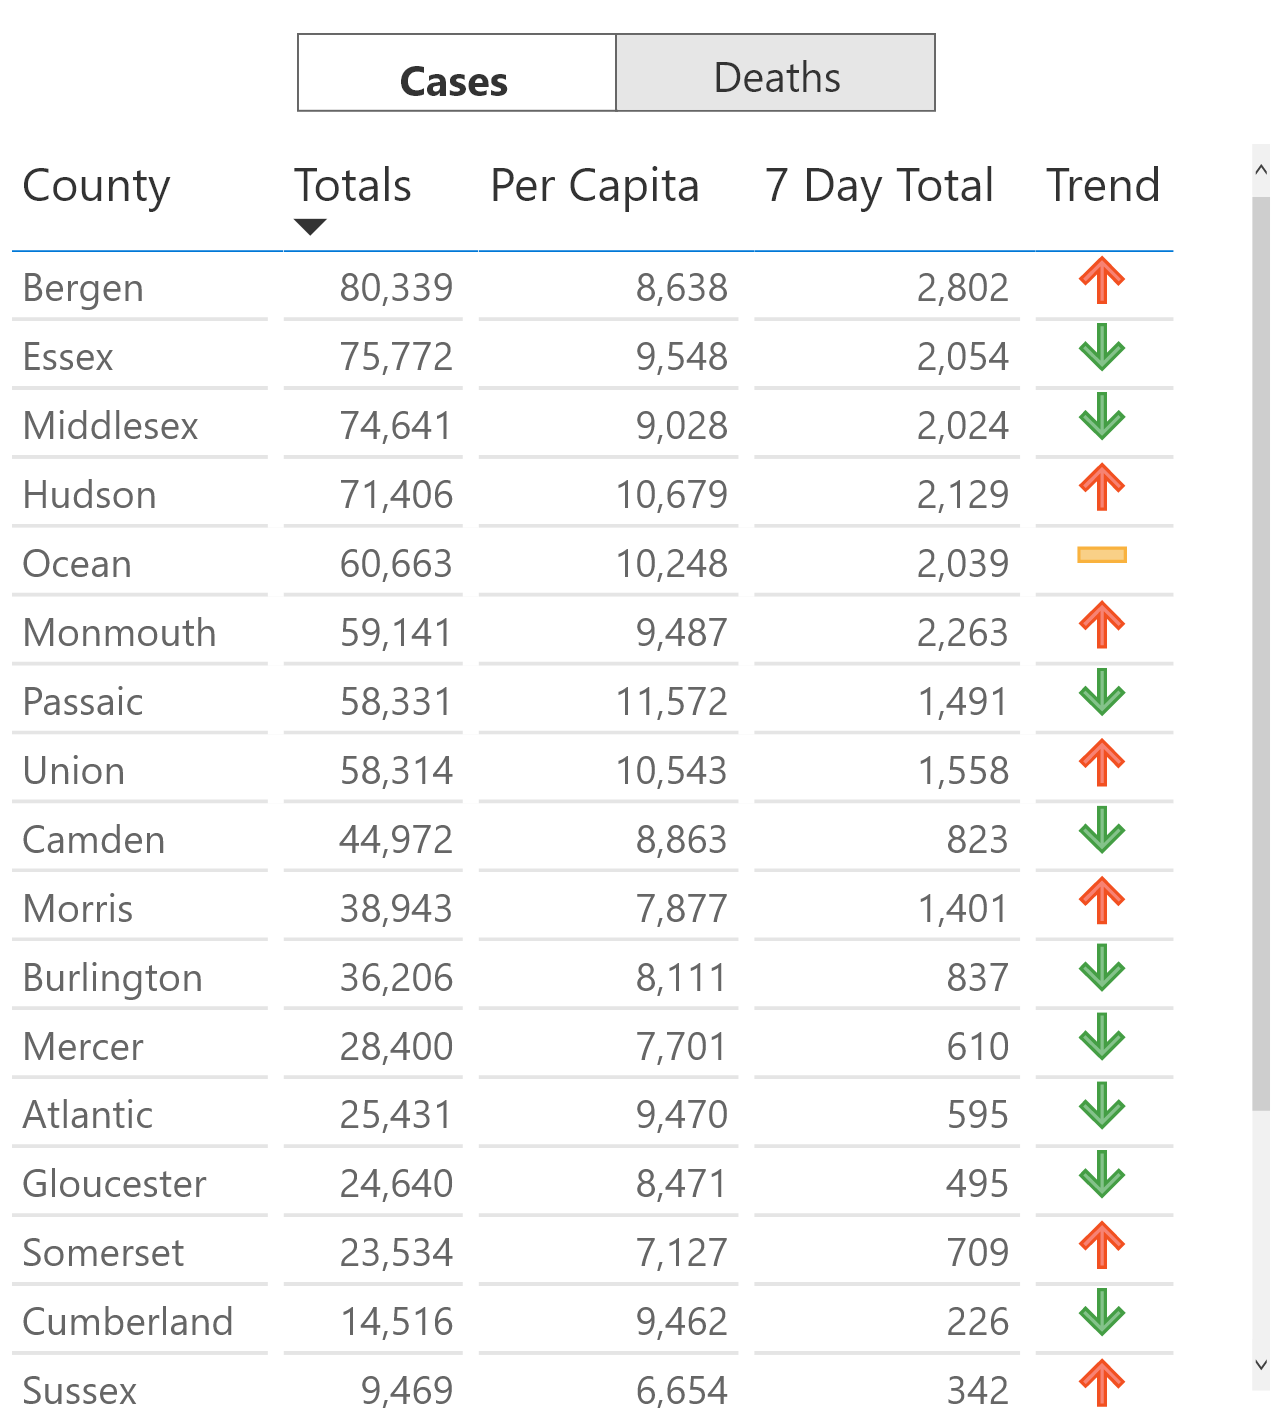 Cases Deaths
County Totals Per Capita 7 Day Total Trend
Bergen 80,339 8,638 2,802
Essex 75,772 9,548 2,054
Middlesex 74,641 9,028 2,024
Hudson 71,406 10,679 2,129
Ocean 60,663 10,248 2,039
Monmouth 59,141 9,487 2,263
Passaic 58,331 11,572 1,491
Union 58,314 10,543 1,558
Camden 44,972 8,863 823
Morris 38,943 7,877 1,401
Burlington 36,206 8,111 837
Mercer 28,400 7,701 610
Atlantic 25,431 9,470 595
Gloucester 24,640 8,471 495
Somerset 23,534 7,127 709
Cumberland 14,516 9,462 226
Sussex 9,469 6,654 342